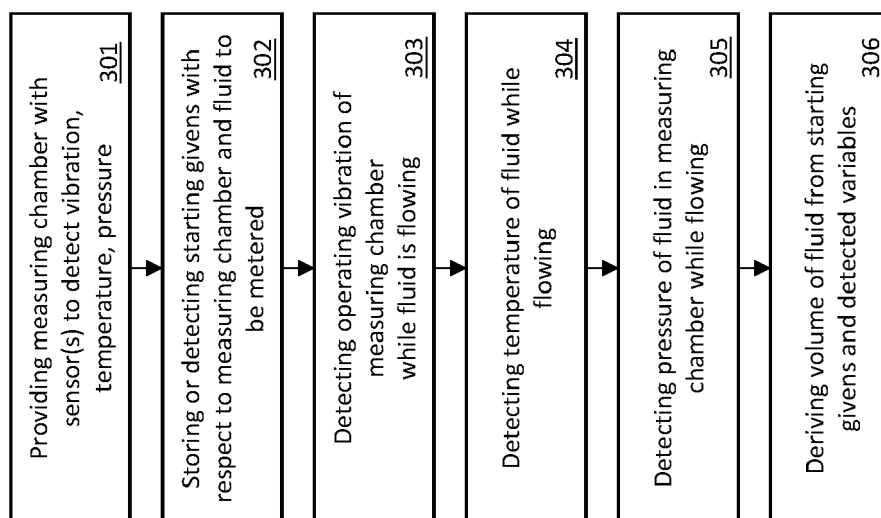 Providing measuring chamber with
sensor(s) to detect vibration,
temperature, pressure
301
Storing or detecting starting givens with
respect to measuring chamber and fluid to
be metered
302
Detecting operating vibration of
measuring chamber
while fluid is flowing
303
Detecting temperature of fluid while
flowing
304
Detecting pressure of fluid in measuring
chamber while flowing
305
Deriving volume of fluid from starting
givens and detected variables
306